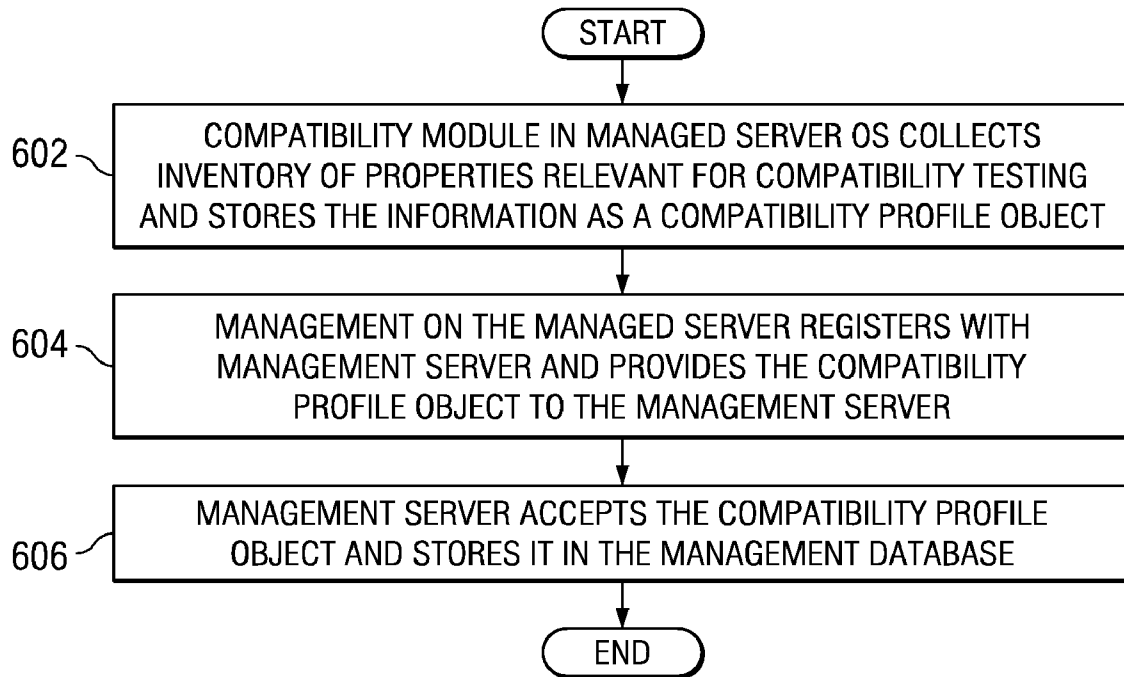 START
602
COMPATIBILITY MODULE IN MANAGED SERVER OS COLLECTS
INVENTORY OF PROPERTIES RELEVANT FOR COMPATIBILITY TESTING
AND STORES THE INFORMATION AS A COMPATIBILITY PROFILE OBJECT
604
MANAGEMENT ON THE MANAGED SERVER REGISTERS WITH
MANAGEMENT SERVER AND PROVIDES THE COMPATIBILITY
PROFILE OBJECT TO THE MANAGEMENT SERVER
606
MANAGEMENT SERVER ACCEPTS THE COMPATIBILITY PROFILE
OBJECT AND STORES IT IN THE MANAGEMENT DATABASE
END